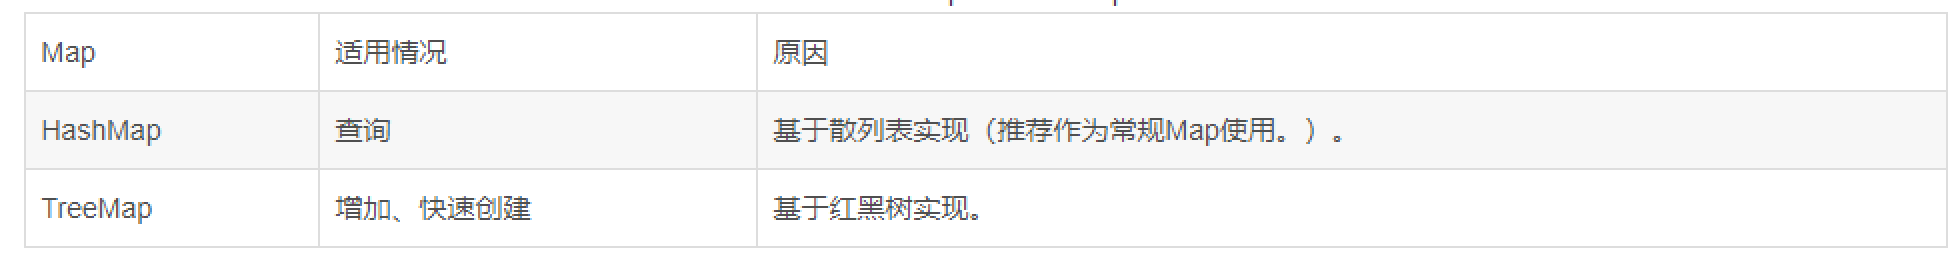 Map 适用情况 原因
HashMap 查询 基于散列表实现（推荐作为常规Map使用。）。
TreeMap 增加、快速创建 基于红黑树实现。